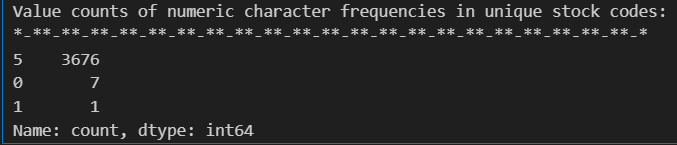 Value counts of numeric character frequencies in unique stock codes:
*-**-**-**-**-**-**-**-**-**-**-**-**-**-**-**-**-**-**-**-**-**-*
5    3676
0       7
1       1
Name: count, dtype: int64